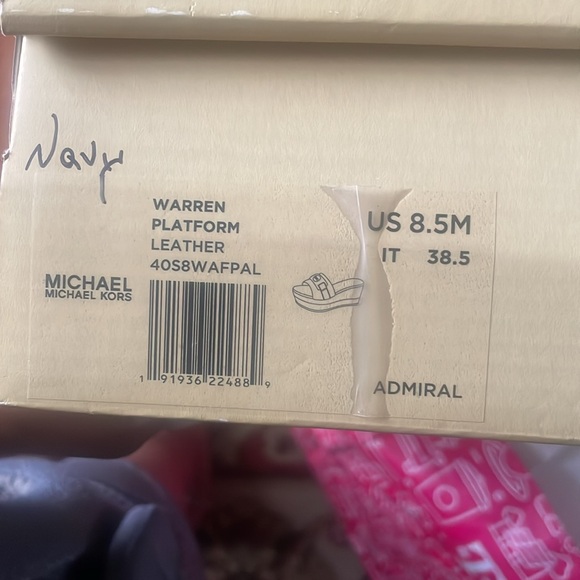 Navy
WARREN
PLATFORM
LEATHER
40S8WAFPAL
US 8.5M
IT 38.5
MICHAEL
MICHAEL KORS
1 91936 22488 9
ADMIRAL